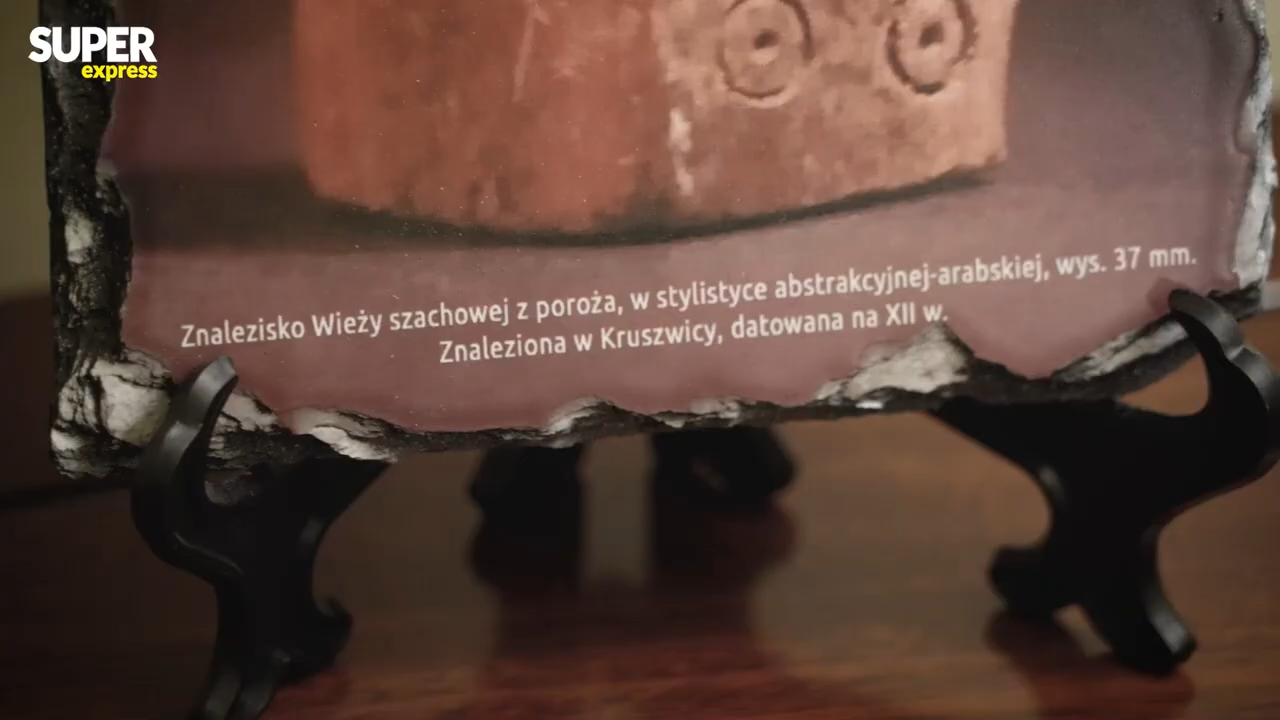 SUPER
express
Znalezisko Wieży szachowej z poroża, w stylistyce abstrakcyjnej-arabskiej, wys. 37 mm.
Znaleziona w Kruszwicy, datowana na XII w.